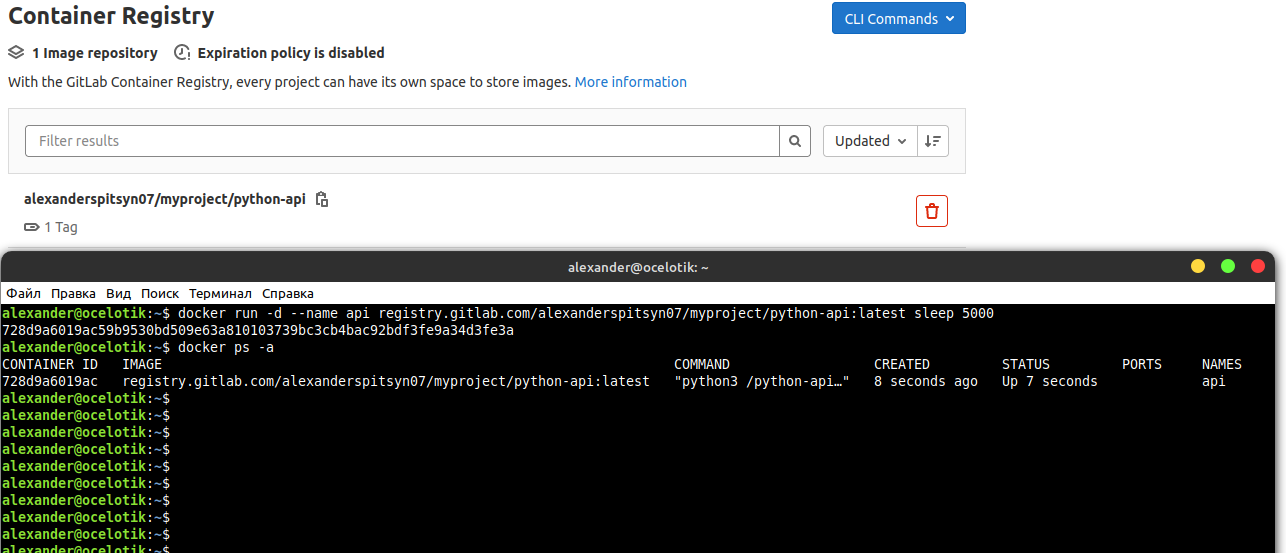 Container Registry
CLI Commands
1 Image repository Expiration policy is disabled
With the GitLab Container Registry, every project can have its own space to store images. More information
Filter results
Updated
alexanderspitsyn07/myproject/python-api
1 Tag
alexander@ocelotik: ~
Файл Правка Вид Поиск Терминал Справка
alexander@ocelotik:~$ docker run -d --name api registry.gitlab.com/alexanderspitsyn07/myproject/python-api:latest sleep 5000
728d9a6019ac59b9530bd509e63a810103739bc3cb4bac92bdf3fe9a34d3fe3a
alexander@ocelotik:~$ docker ps -a
CONTAINER ID IMAGE COMMAND CREATED STATUS PORTS NAMES
728d9a6019ac registry.gitlab.com/alexanderspitsyn07/myproject/python-api:latest "python3 /python-api…" 8 seconds ago Up 7 seconds api
alexander@ocelotik:~$
alexander@ocelotik:~$
alexander@ocelotik:~$
alexander@ocelotik:~$
alexander@ocelotik:~$
alexander@ocelotik:~$
alexander@ocelotik:~$
alexander@ocelotik:~$
alexander@ocelotik:~$
alexander@ocelotik:~$